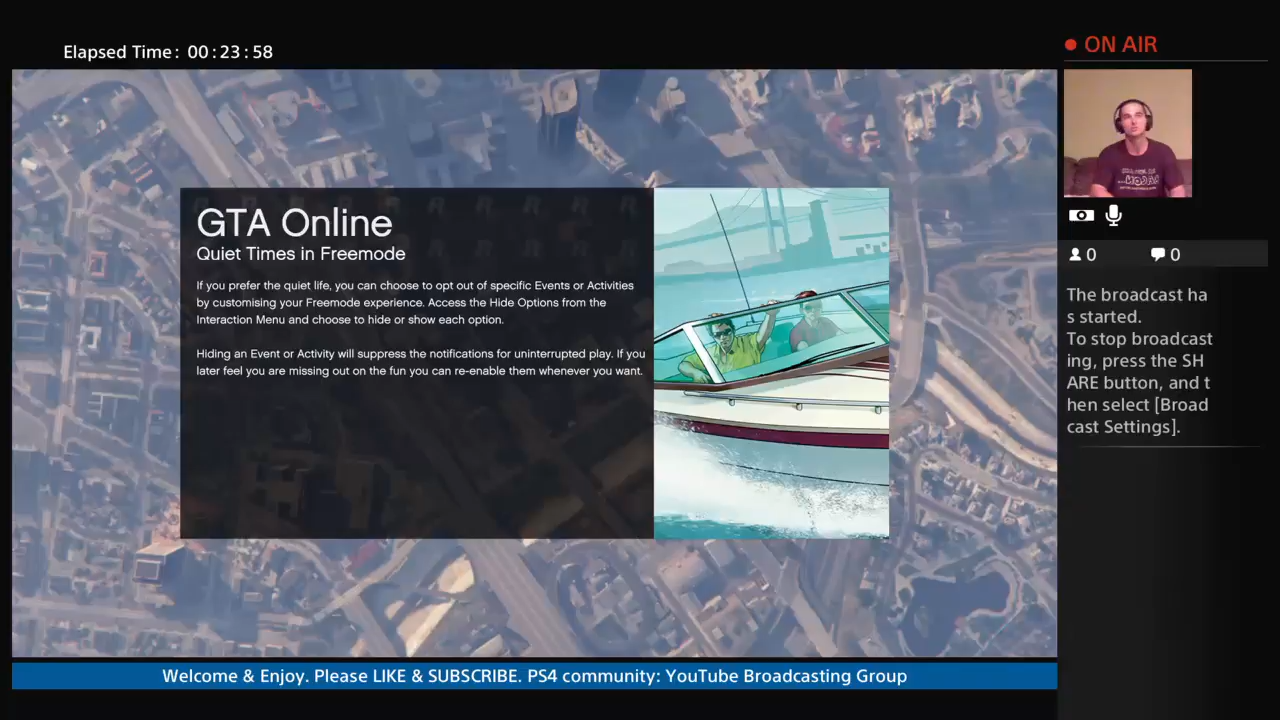 Elapsed Time: 00:23:58
ON AIR
GTA Online
Quiet Times in Freemode
If you prefer the quiet life, you can choose to opt out of specific Events or Activities
by customising your Freemode experience. Access the Hide Options from the
Interaction Menu and choose to hide or show each option.
Hiding an Event or Activity will suppress the notifications for uninterrupted play. If you
later feel you are missing out on the fun you can re-enable them whenever you want.
0 0
The broadcast ha
s started.
To stop broadcast
ing, press the SH
ARE button, and t
hen select [Broad
cast Settings].
Welcome & Enjoy. Please LIKE & SUBSCRIBE. PS4 community: YouTube Broadcasting Group